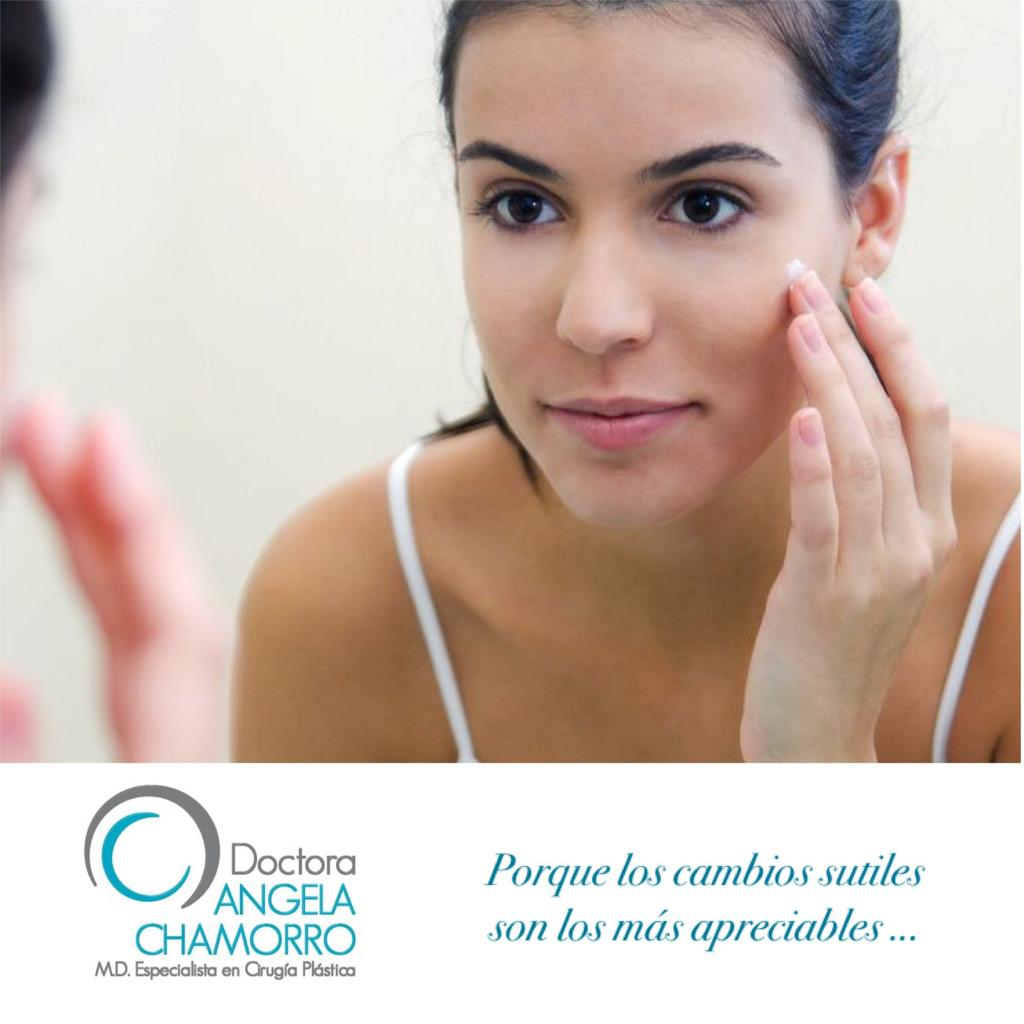 Doctora
ANGELA
CHAMORRO
M.D. Especialista en Cirugía Plástica
Porque los cambios sutiles
son los más apreciables ...